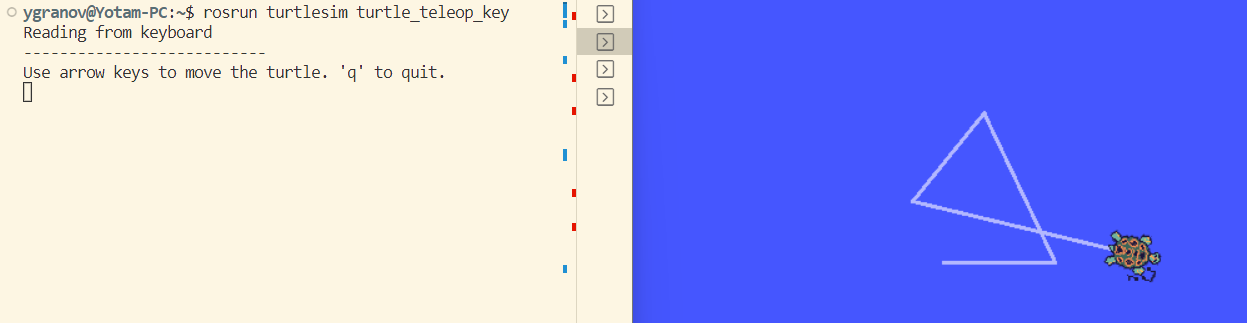 ygranov@Yotam-PC:~$ rosrun turtlesim turtle_teleop_key
Reading from keyboard
---------------------------
Use arrow keys to move the turtle. 'q' to quit.